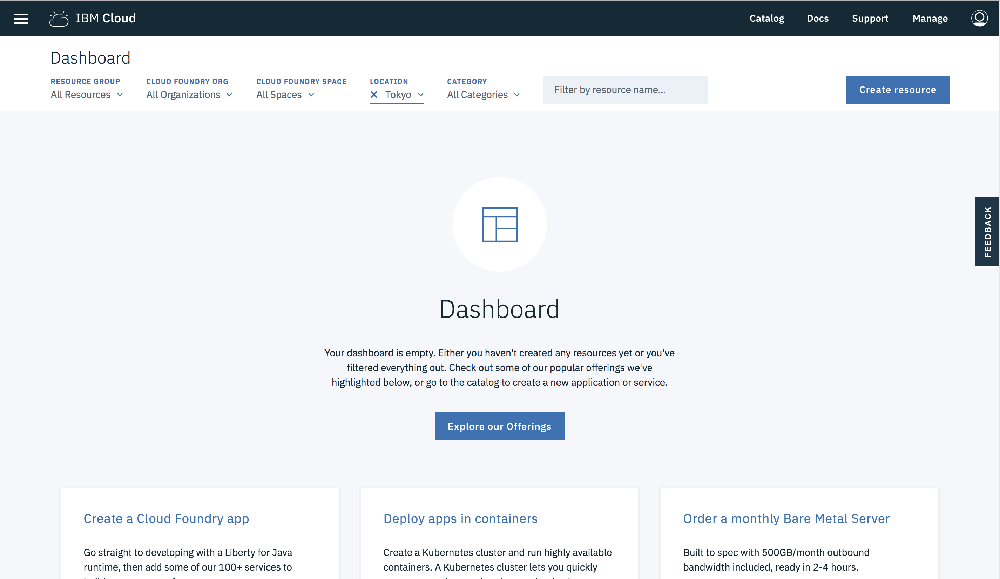 IBM Cloud
Catalog
Docs
Support
Manage
Dashboard
RESOURCE GROUP
All Resources
CLOUD FOUNDRY ORG
All Organizations
CLOUD FOUNDRY SPACE
All Spaces
LOCATION
Tokyo
CATEGORY
All Categories
Filter by resource name...
Create resource
FEEDBACK
Dashboard
Your dashboard is empty. Either you haven't created any resources yet or you've
filtered everything out. Check out some of our popular offerings we've
highlighted below, or go to the catalog to create a new application or service.
Explore our Offerings
Create a Cloud Foundry app
Go straight to developing with a Liberty for Java
runtime, then add some of our 100+ services to
Deploy apps in containers
Create a Kubernetes cluster and run highly available
containers. A Kubernetes cluster lets you quickly
Order a monthly Bare Metal Server
Built to spec with 500GB/month outbound
bandwidth included, ready in 2-4 hours.